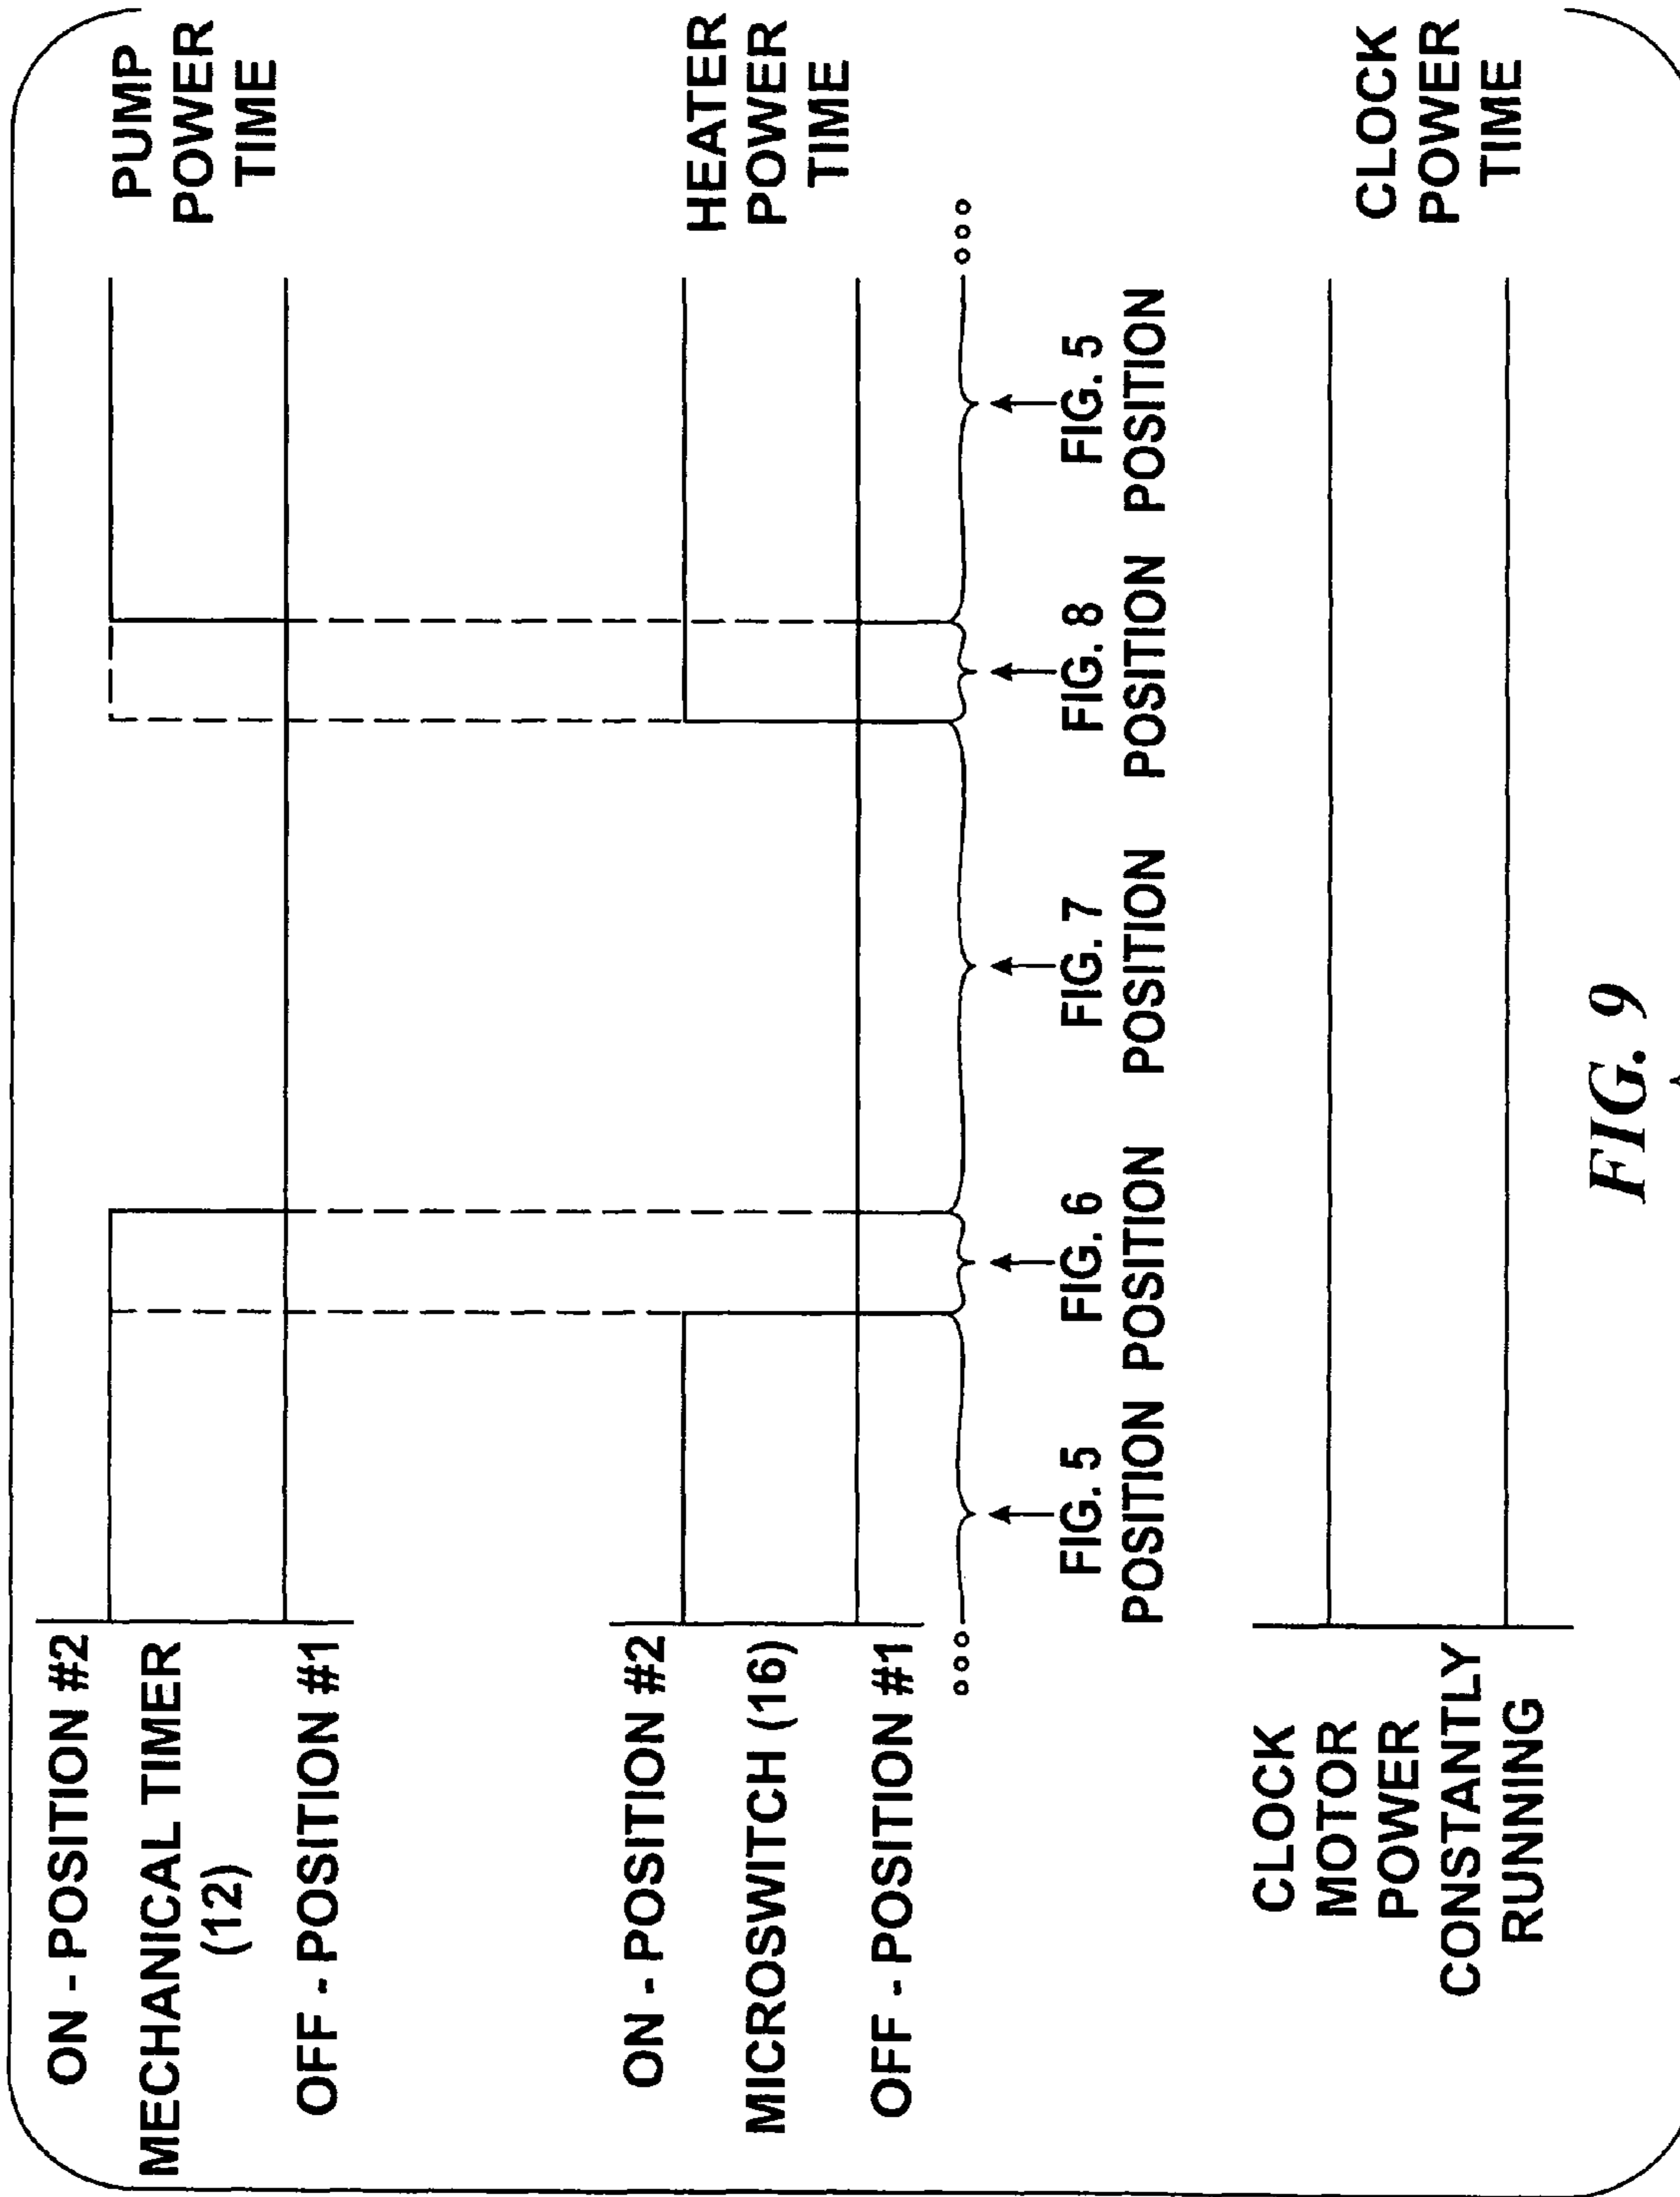 ON - POSITION #2
MECHANICAL TIMER
(12)
OFF - POSITION #1
PUMP
POWER
TIME
ON - POSITION #2
MICROSWITCH (16)
OFF - POSITION #1
HEATER
POWER
TIME
FIG. 5
POSITION
FIG. 6
POSITION
FIG. 7
POSITION
FIG. 8
POSITION
FIG. 5
POSITION
CLOCK
MOTOR
POWER
CONSTANTLY
RUNNING
CLOCK
POWER
TIME
FIG. 9